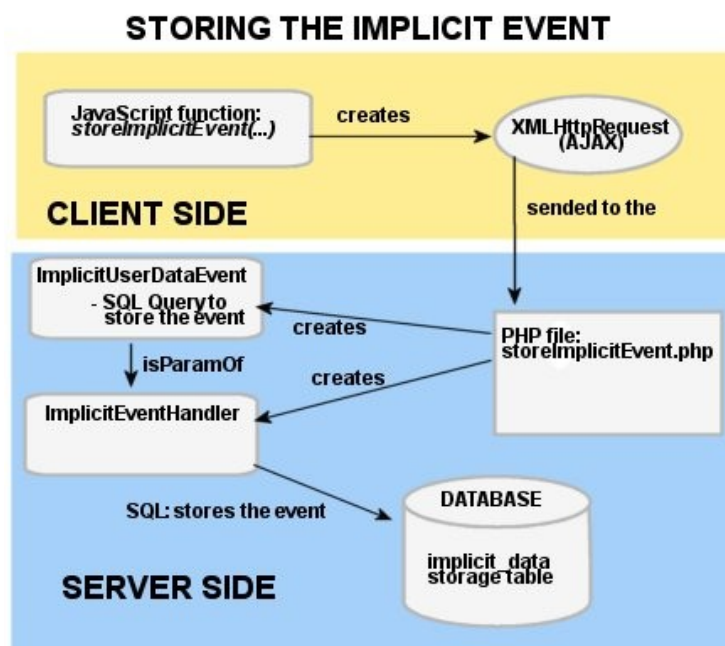 STORING THE IMPLICIT EVENT
JavaScript function:
storeImplicitEvent(...)
creates
XMLHttpRequest
(AJAX)
CLIENT SIDE
sended to the
ImplicitUserDataEvent
- SQL Query to
store the event
creates
PHP file:
storeImplicitEvent.php
isParamOf
creates
ImplicitEventHandler
SQL: stores the event
DATABASE
implicit_data
storage table
SERVER SIDE